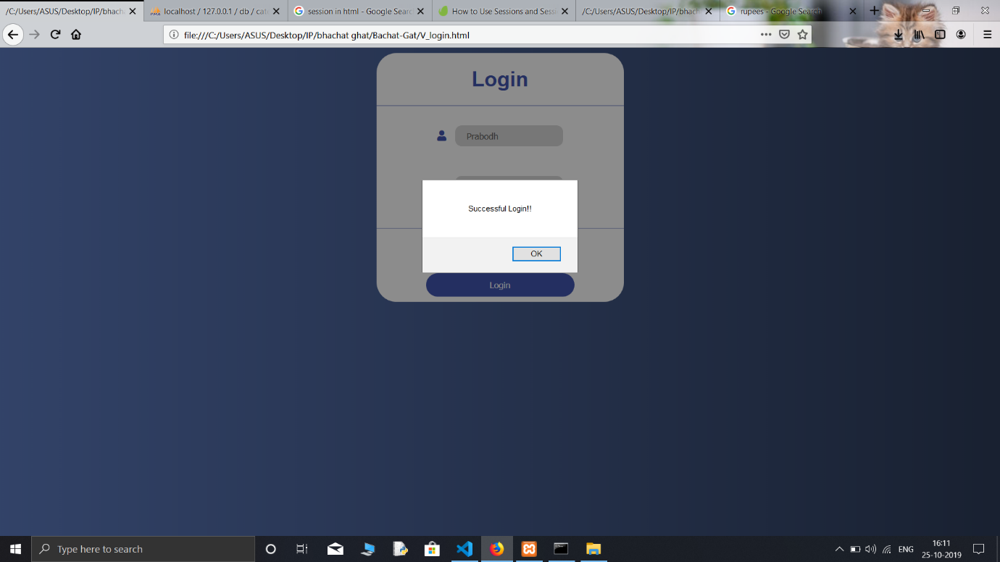 /C:/Users/ASUS/Desktop/IP/bhach
localhost / 127.0.0.1 / db / cat
session in html - Google Searc
How to Use Sessions and Sessi
/C:/Users/ASUS/Desktop/IP/bhach
rupees - Google Search
file:///C:/Users/ASUS/Desktop/IP/bhachat ghat/Bachat-Gat/V_login.html
Login
Prabodh
Successful Login!!
OK
Login
Type here to search
ENG
16:11
25-10-2019